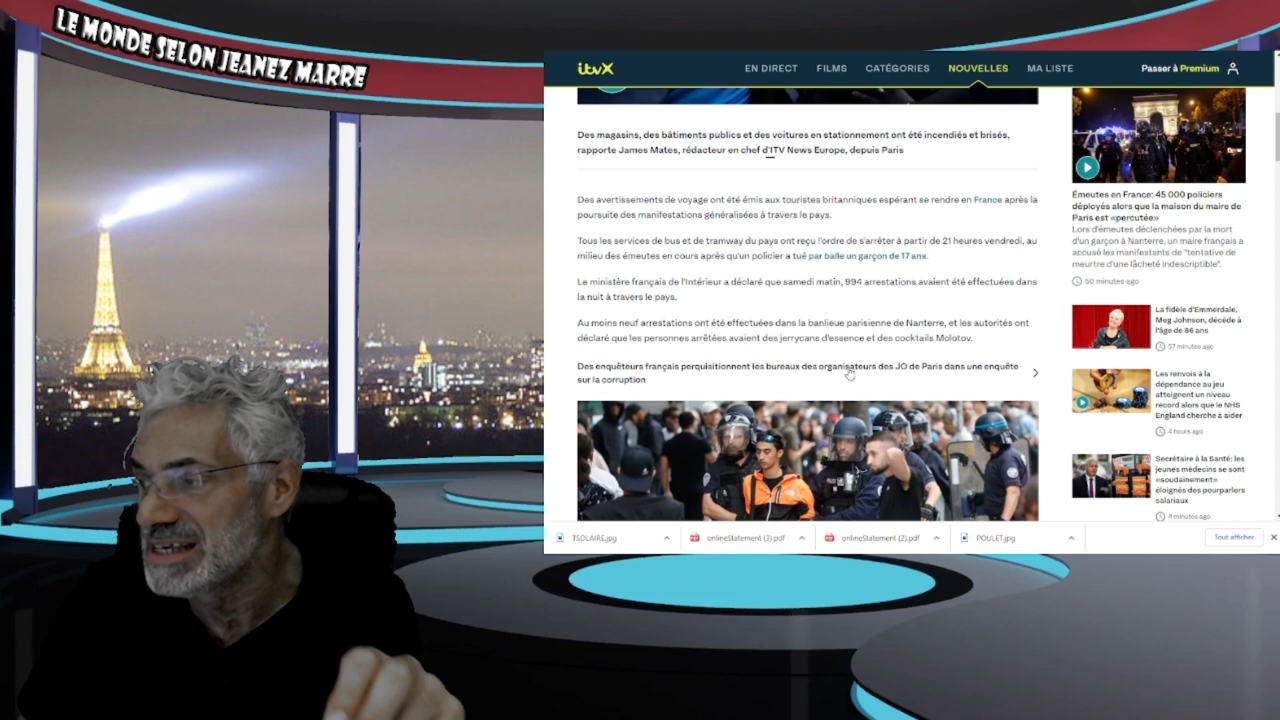 LE MONDE SELON JEANEZ MARRE
itvX
EN DIRECT
FILMS
CATÉGORIES
NOUVELLES
MA LISTE
Passer à Premium
Des magasins, des bâtiments publics et des voitures en stationnement ont été incendiés et brisés,
rapporte James Mates, rédacteur en chef d'ITV News Europe, depuis Paris
Des avertissements de voyage ont été émis aux touristes britanniques espérant se rendre en France après la
poursuite des manifestations généralisées à travers le pays.
Tous les services de bus et de tramway du pays ont reçu l'ordre de s'arrêter à partir de 21 heures vendredi, au
milieu des émeutes en cours après qu'un policier a tué par balle un garçon de 17 ans.
Le ministère français de l'Intérieur a déclaré que samedi matin, 994 arrestations avaient été effectuées dans
la nuit à travers le pays.
Au moins neuf arrestations ont été effectuées dans la banlieue parisienne de Nanterre, et les autorités ont
déclaré que les personnes arrêtées avaient des jerrycans d'essence et des cocktails Molotov.
Des enquêteurs français perquisitionnent les bureaux des organisateurs des JO de Paris dans une enquête
sur la corruption
Émeutes en France: 45 000 policiers
déployés alors que la maison du maire de
Paris est «percutée»
Lors d'émeutes déclenchées par la mort
d'un garçon à Nanterre, un maire français a
accusé les manifestants de "tentative de
meurtre d'une lâcheté indescriptible".
50 minutes ago
La fidèle d'Emmerdale,
Meg Johnson, décède à
l'âge de 86 ans
57 minutes ago
Les renvois à la
dépendance au jeu
atteignent un niveau
record alors que le NHS
England cherche à aider
4 hours ago
Secrétaire à la Santé: les
jeunes médecins se sont
«soudainement»
éloignés des pourparlers
salariaux
4 minutes ago
TSOLAIRE.jpg
onlineStatement (3).pdf
onlineStatement (2).pdf
POULET.jpg
Tout afficher